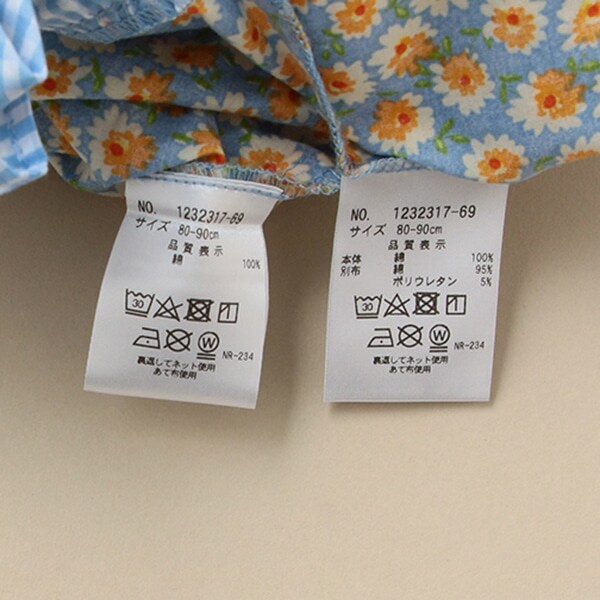 NO. 1232317-69
サイズ 80-90cm
品質表示
綿 100%
30
W
NR-234
裏返してネット使用
あて布使用
NO. 1232317-69
サイズ 80-90cm
品質表示
本体 綿 100%
別布 綿 95%
ポリウレタン 5%
30
W
NR-234
裏返してネット使用
あて布使用